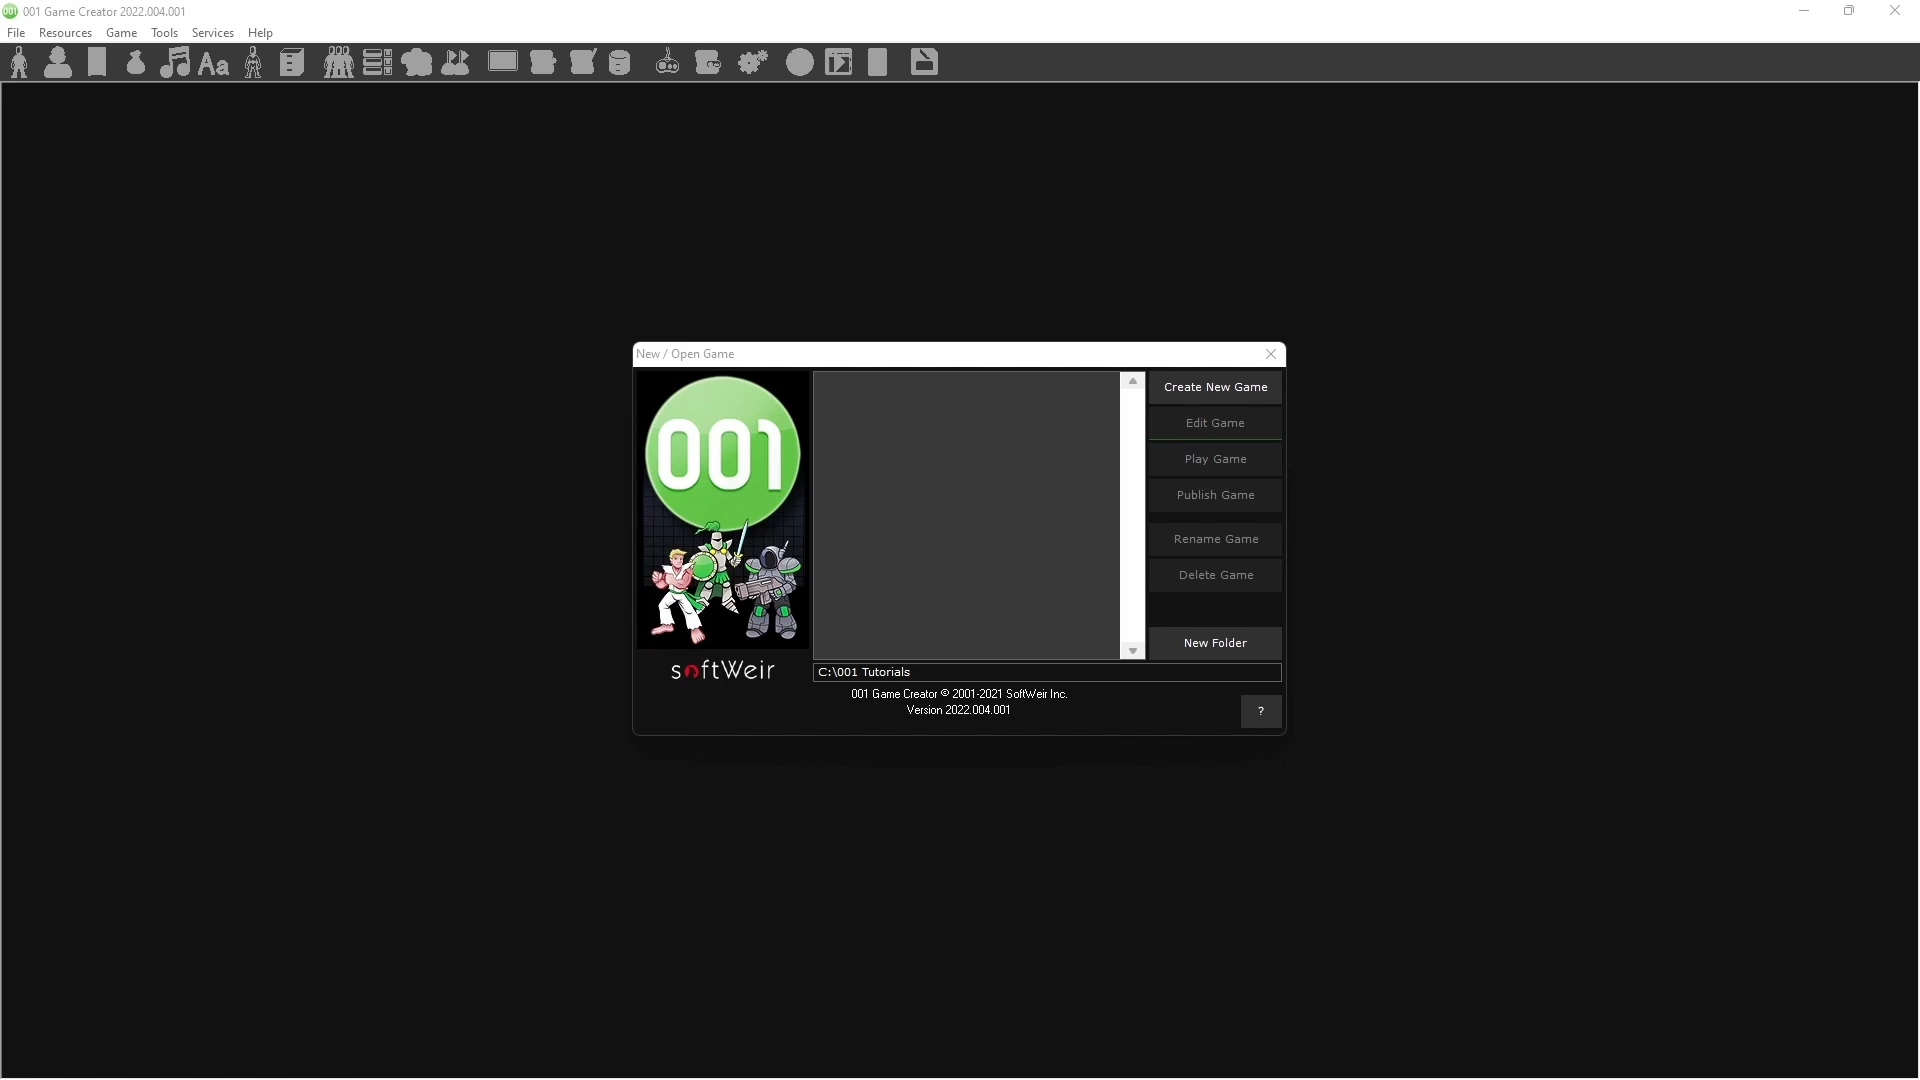 001 Game Creator 2022.004.001
File Resources Game Tools Services Help
Aa
New / Open Game
001
softWeir
Create New Game
Edit Game
Play Game
Publish Game
Rename Game
Delete Game
New Folder
C:\001 Tutorials
001 Game Creator © 2001-2021 SoftWeir Inc.
Version 2022.004.001
?